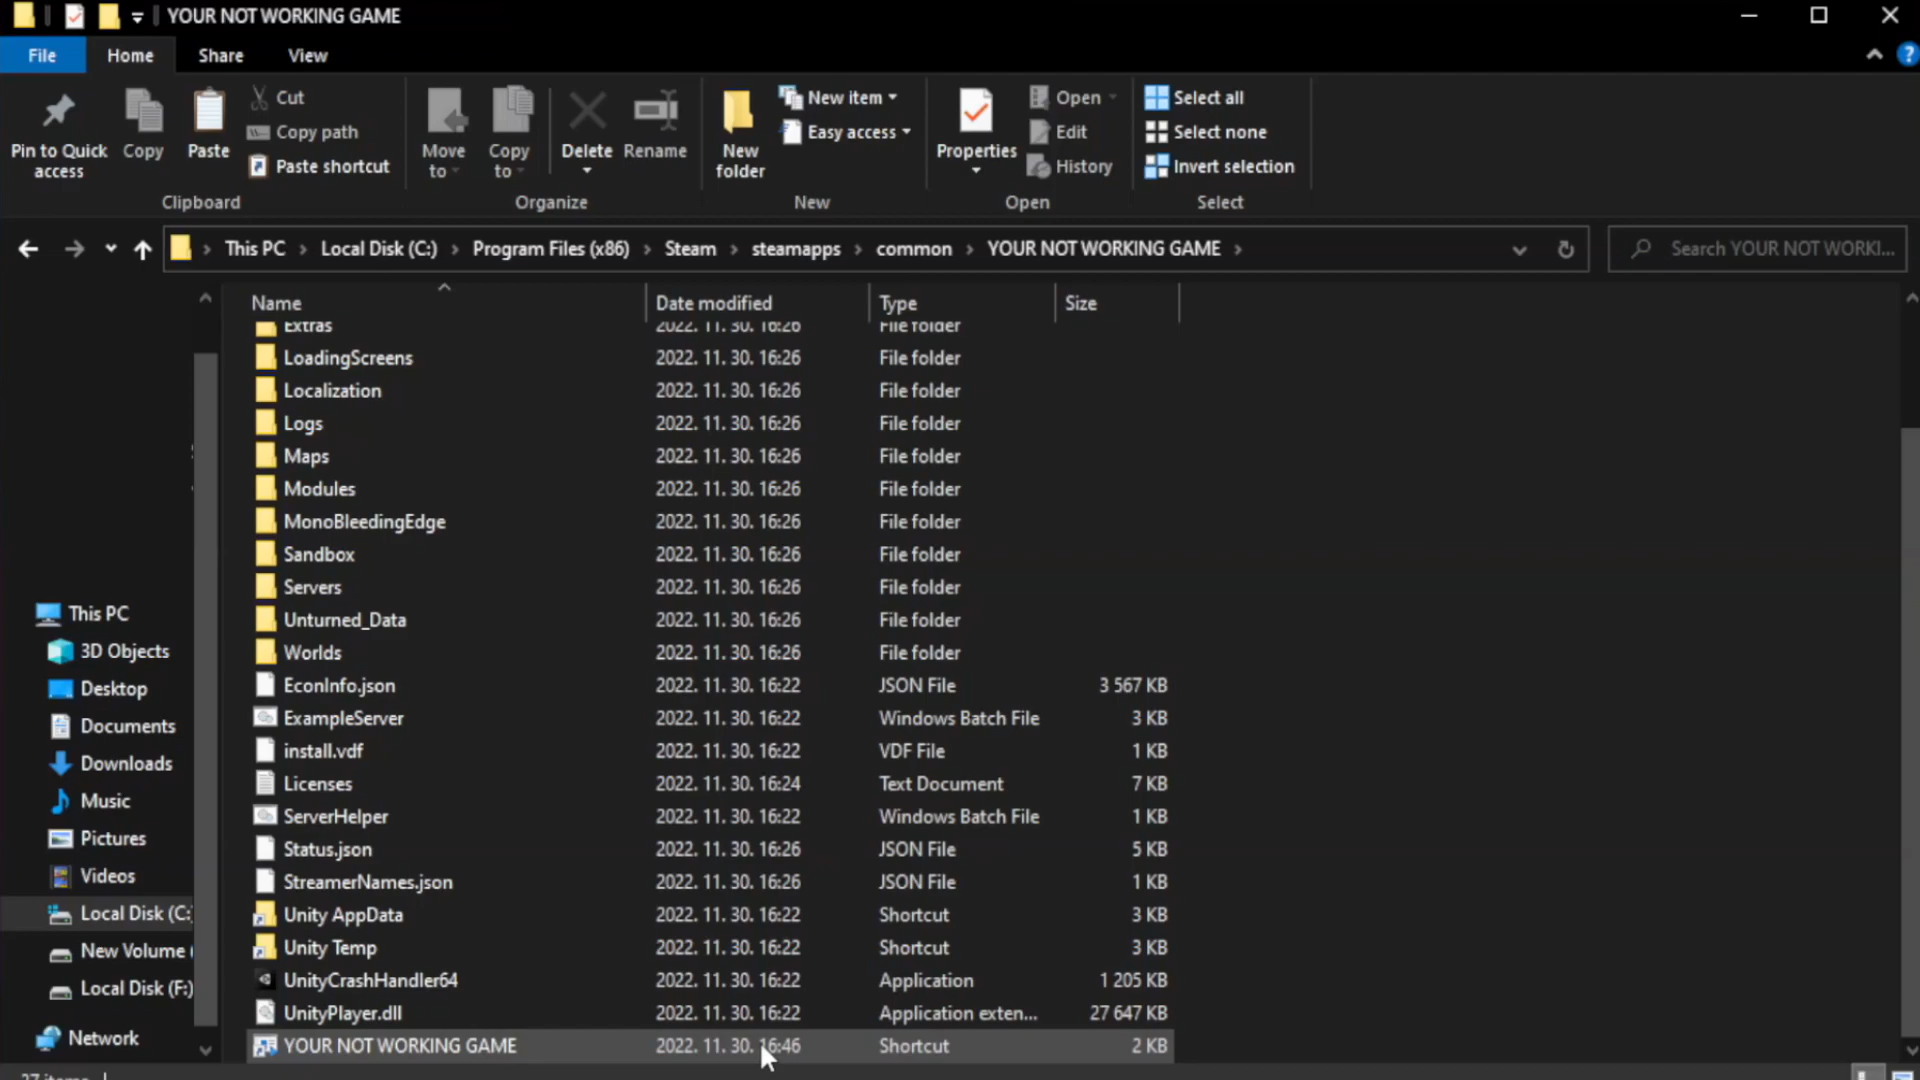 YOUR NOT WORKING GAME
File Home Share View
Pin to Quick access
Copy
Paste
Cut
Copy path
Paste shortcut
Clipboard
Move to
Copy to
Delete
Rename
Organize
New folder
New item
Easy access
New
Properties
Open
Edit
History
Open
Select all
Select none
Invert selection
Select
This PC > Local Disk (C:) > Program Files (x86) > Steam > steamapps > common > YOUR NOT WORKING GAME >
Search YOUR NOT WORKI...
This PC
3D Objects
Desktop
Documents
Downloads
Music
Pictures
Videos
Local Disk (C:)
New Volume (
Local Disk (F:)
Network
Name Date modified Type Size
Extras 2022. 11. 30. 16:26 File folder
LoadingScreens 2022. 11. 30. 16:26 File folder
Localization 2022. 11. 30. 16:26 File folder
Logs 2022. 11. 30. 16:26 File folder
Maps 2022. 11. 30. 16:26 File folder
Modules 2022. 11. 30. 16:26 File folder
MonoBleedingEdge 2022. 11. 30. 16:26 File folder
Sandbox 2022. 11. 30. 16:26 File folder
Servers 2022. 11. 30. 16:26 File folder
Unturned_Data 2022. 11. 30. 16:26 File folder
Worlds 2022. 11. 30. 16:26 File folder
EconInfo.json 2022. 11. 30. 16:22 JSON File 3 567 KB
ExampleServer 2022. 11. 30. 16:22 Windows Batch File 3 KB
install.vdf 2022. 11. 30. 16:22 VDF File 1 KB
Licenses 2022. 11. 30. 16:24 Text Document 7 KB
ServerHelper 2022. 11. 30. 16:22 Windows Batch File 1 KB
Status.json 2022. 11. 30. 16:26 JSON File 5 KB
StreamerNames.json 2022. 11. 30. 16:26 JSON File 1 KB
Unity AppData 2022. 11. 30. 16:22 Shortcut 3 KB
Unity Temp 2022. 11. 30. 16:22 Shortcut 3 KB
UnityCrashHandler64 2022. 11. 30. 16:22 Application 1 205 KB
UnityPlayer.dll 2022. 11. 30. 16:22 Application exten... 27 647 KB
YOUR NOT WORKING GAME 2022. 11. 30. 16:46 Shortcut 2 KB